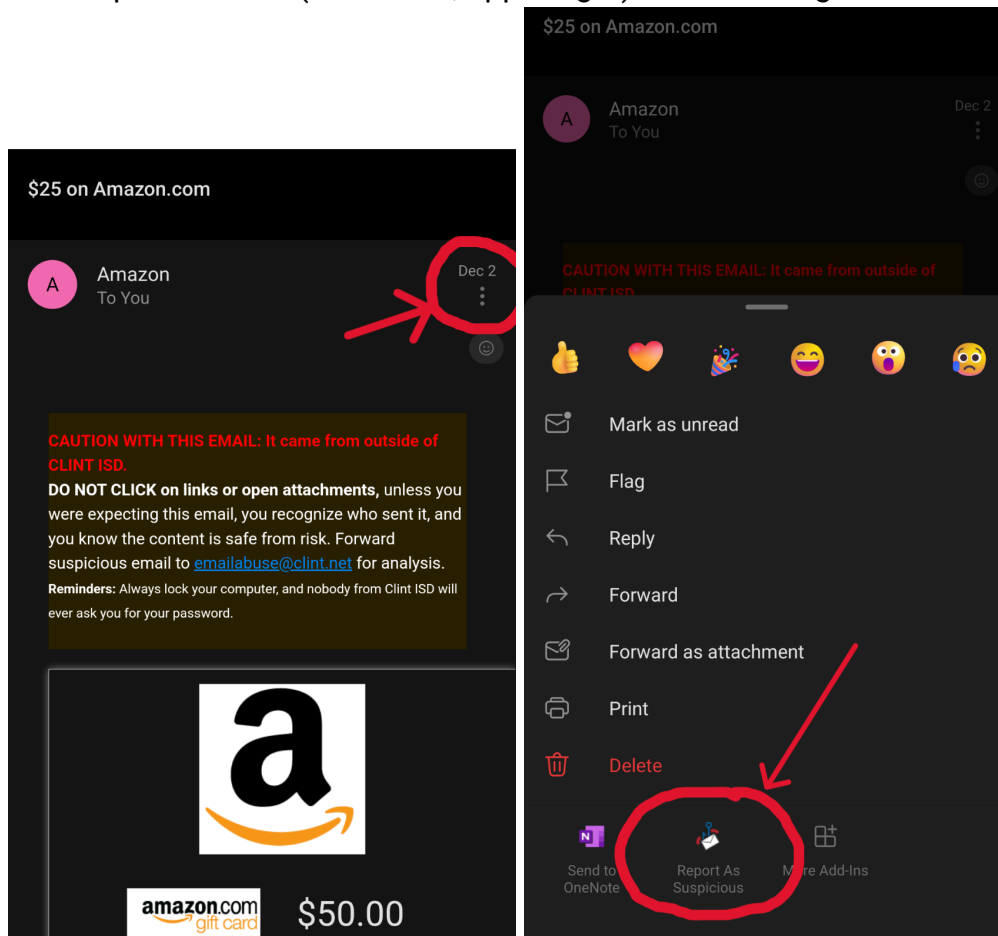 $25 on Amazon.com
A
Amazon
To You
Dec 2
CAUTION WITH THIS EMAIL: It came from outside of
CLINT ISD.
DO NOT CLICK on links or open attachments, unless you
were expecting this email, you recognize who sent it, and
you know the content is safe from risk. Forward
suspicious email to emailabuse@clint.net for analysis.
Reminders: Always lock your computer, and nobody from Clint ISD will
ever ask you for your password.
a
amazon.com
gift card
$50.00
$25 on Amazon.com
A
Amazon
To You
Dec 2
CAUTION WITH THIS EMAIL: It came from outside of
CLINT ISD.
Mark as unread
Flag
Reply
Forward
Forward as attachment
Print
Delete
N
Send to
OneNote
Report As
Suspicious
More Add-Ins